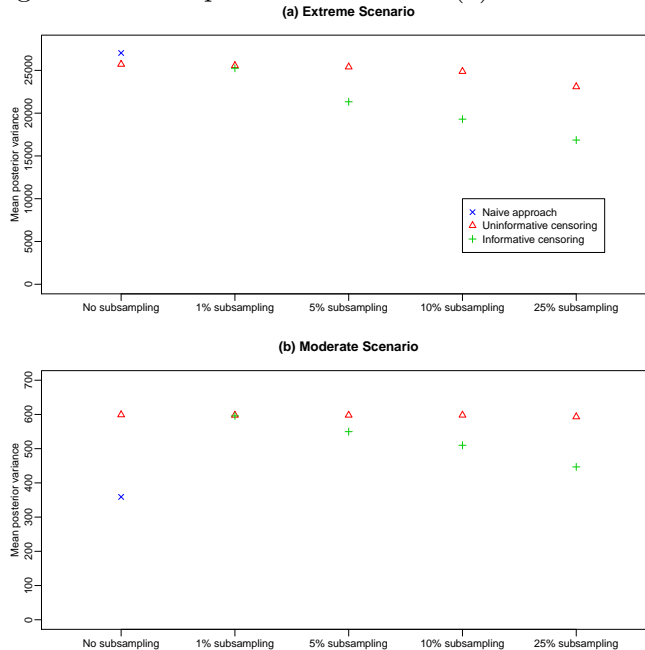 (a) Extreme Scenario
Mean posterior variance
25000
20000
15000
10000
5000
0
Naive approach
Uninformative censoring
Informative censoring
No subsampling 1% subsampling 5% subsampling 10% subsampling 25% subsampling
(b) Moderate Scenario
Mean posterior variance
700
600
500
400
300
200
100
0
No subsampling 1% subsampling 5% subsampling 10% subsampling 25% subsampling